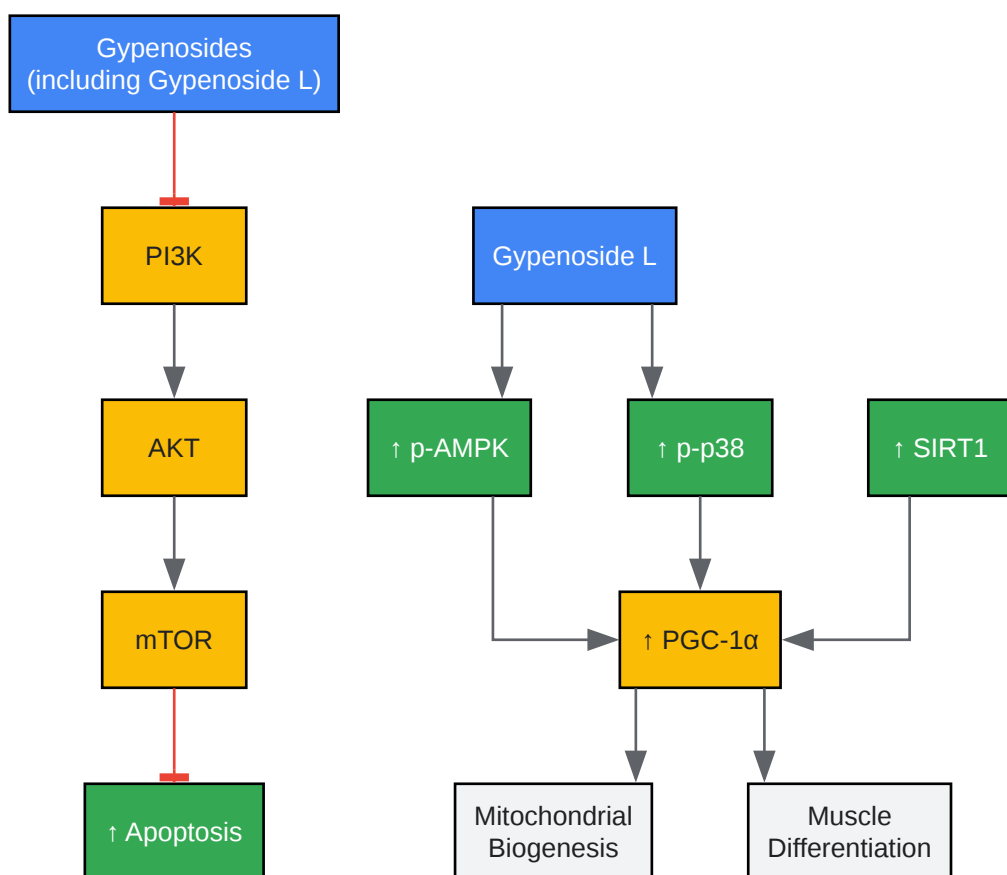 Gypenosides
(including Gypenoside L)
PI3K
Gypenoside L
AKT
↑ p-AMPK
↑ p-p38
↑ SIRT1
mTOR
↑ PGC-1α
↑ Apoptosis
Mitochondrial
Biogenesis
Muscle
Differentiation